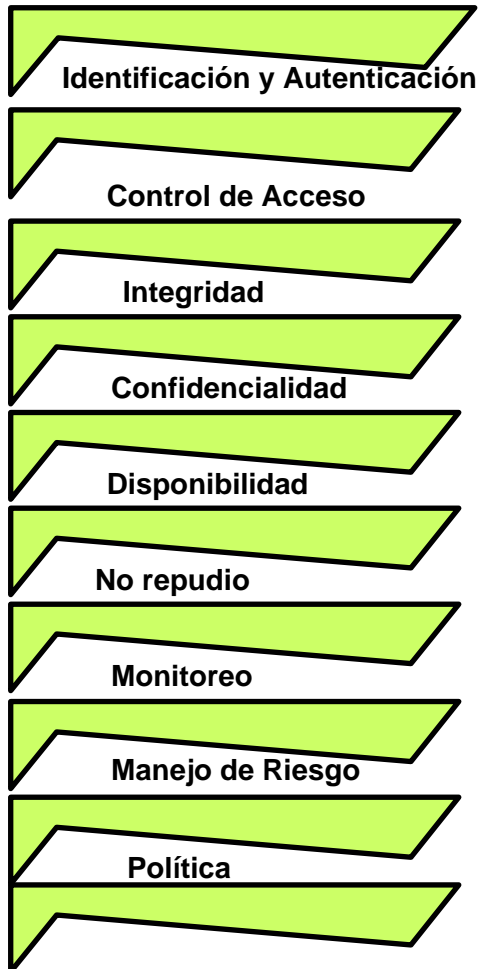 Identificación y Autenticación
Control de Acceso
Integridad
Confidencialidad
Disponibilidad
No repudio
Monitoreo
Manejo de Riesgo
Política